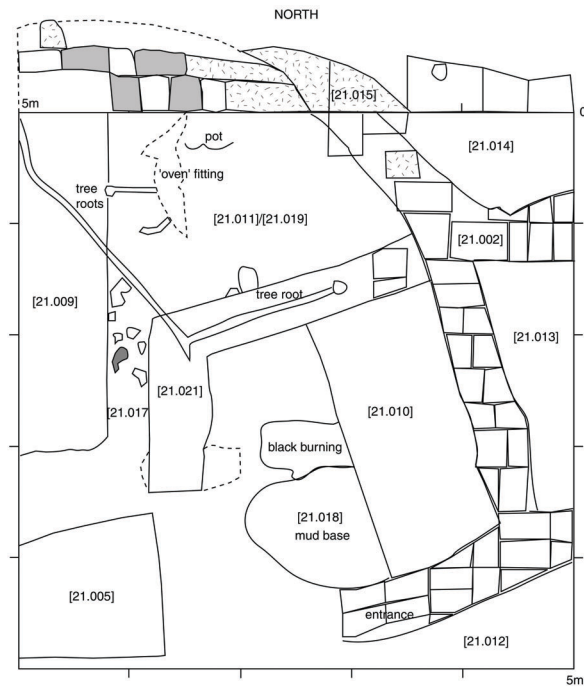 NORTH
5m
[21.015]
0
pot
[21.014]
'oven' fitting
tree
roots
[21.011]/[21.019]
[21.002]
[21.009]
tree root
[21.013]
[21.021]
[21.010]
[21.017
black burning
[21.018]
mud base
[21.005]
entrance
[21.012]
5m